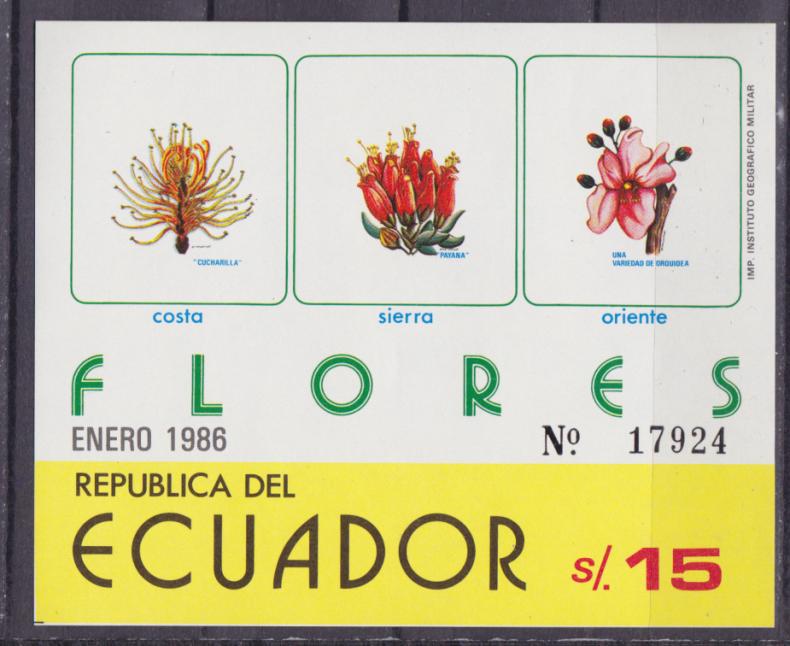 "CUCHARILLA"
"PAYANA"
UNA
VARIEDAD DE ORQUIDEA
IMP. INSTITUTO GEOGRAFICO MILITAR
costa
sierra
oriente
FLORES
ENERO 1986
Nº 17924
REPUBLICA DEL
ECUADOR
s/. 15